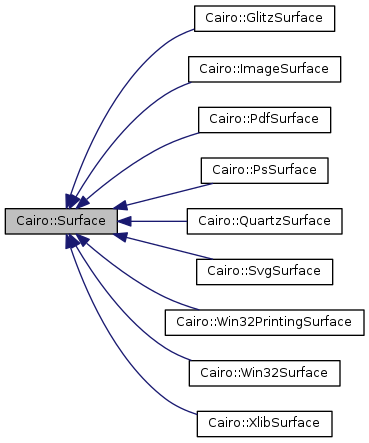 Cairo::GlitzSurface
Cairo::ImageSurface
Cairo::PdfSurface
Cairo::PsSurface
Cairo::Surface
Cairo::QuartzSurface
Cairo::SvgSurface
Cairo::Win32PrintingSurface
Cairo::Win32Surface
Cairo::XlibSurface